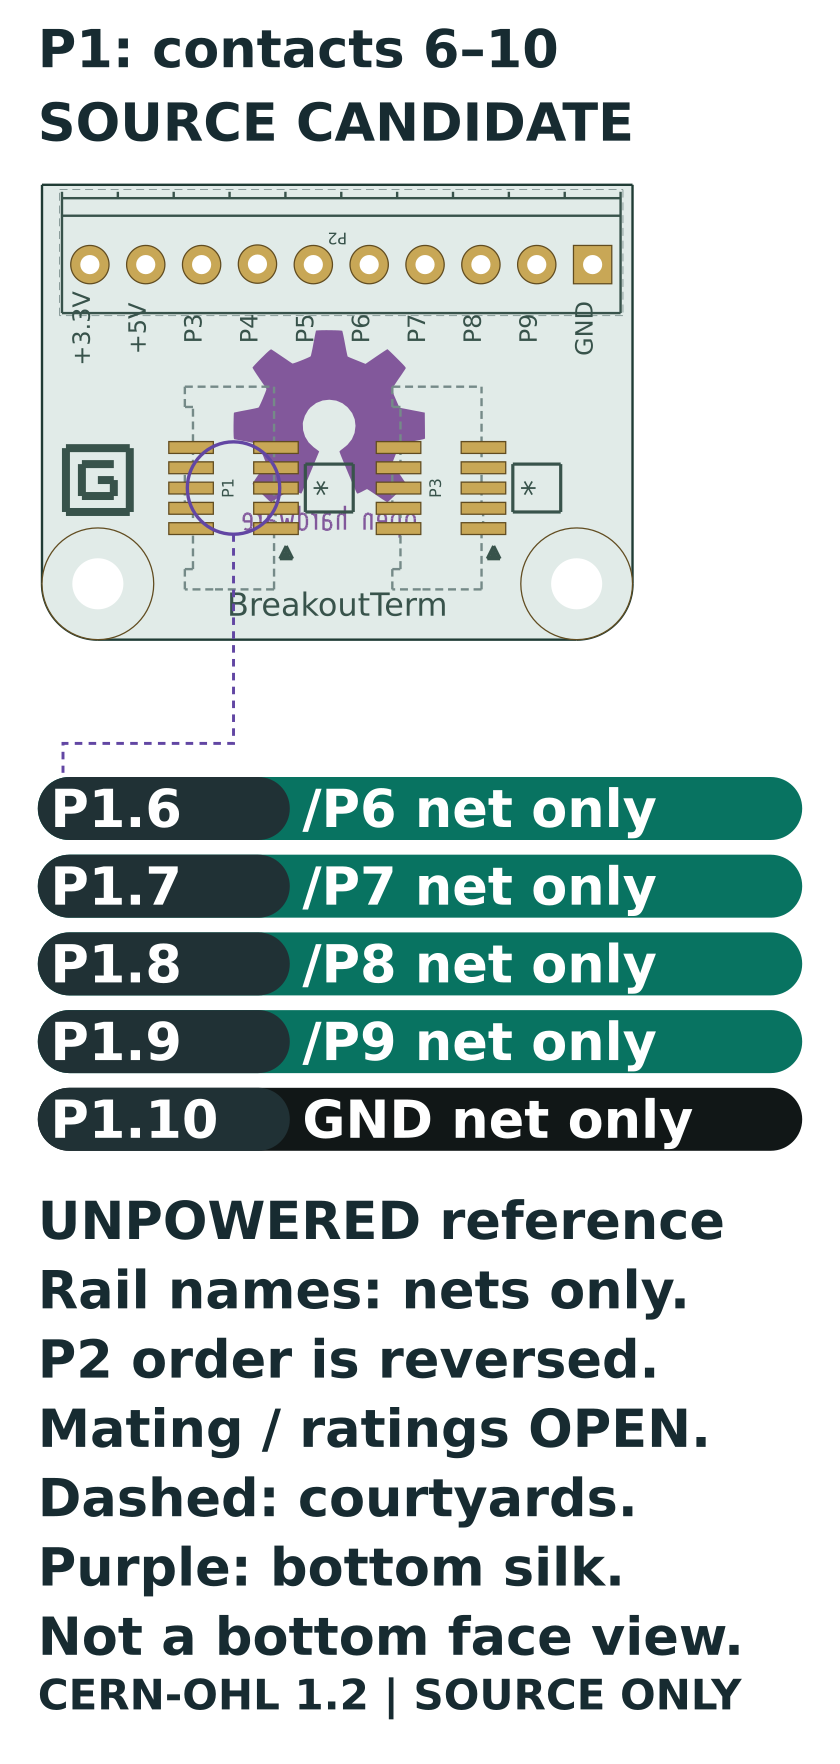 P1: contacts 6–10
SOURCE CANDIDATE
P2
+3.3V +5V P3 P4 P5 P6 P7 P8 P9 GND
P1 * P3 *
open hardware
BreakoutTerm
P1.6 /P6 net only
P1.7 /P7 net only
P1.8 /P8 net only
P1.9 /P9 net only
P1.10 GND net only
UNPOWERED reference
Rail names: nets only.
P2 order is reversed.
Mating / ratings OPEN.
Dashed: courtyards.
Purple: bottom silk.
Not a bottom face view.
CERN-OHL 1.2 | SOURCE ONLY